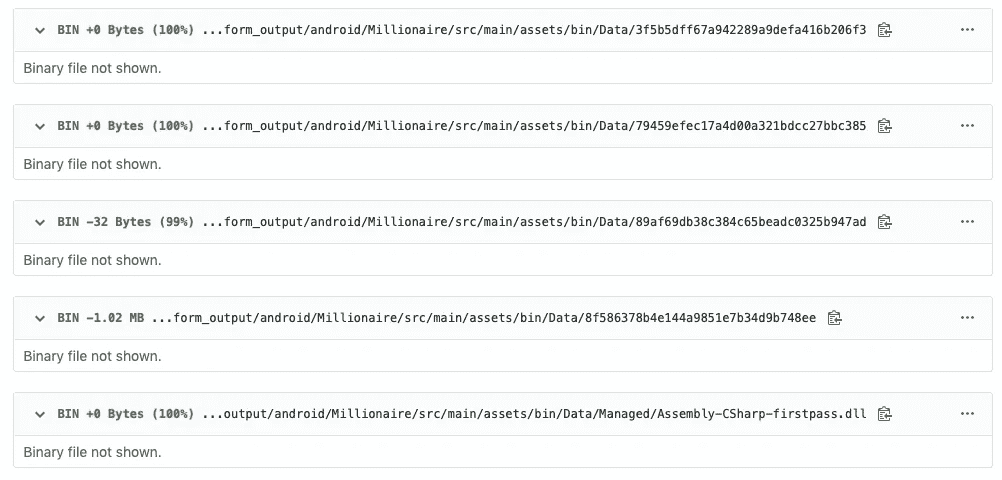 BIN +0 Bytes (100%) ...form_output/android/Millionaire/src/main/assets/bin/Data/3f5b5dff67a942289a9defa416b206f3
Binary file not shown.
BIN +0 Bytes (100%) ...form_output/android/Millionaire/src/main/assets/bin/Data/79459efec17a4d00a321bdcc27bbc385
Binary file not shown.
BIN −32 Bytes (99%) ...form_output/android/Millionaire/src/main/assets/bin/Data/89af69db38c384c65beadc0325b947ad
Binary file not shown.
BIN −1.02 MB ...form_output/android/Millionaire/src/main/assets/bin/Data/8f586378b4e144a9851e7b34d9b748ee
Binary file not shown.
BIN +0 Bytes (100%) ...output/android/Millionaire/src/main/assets/bin/Data/Managed/Assembly-CSharp-firstpass.dll
Binary file not shown.